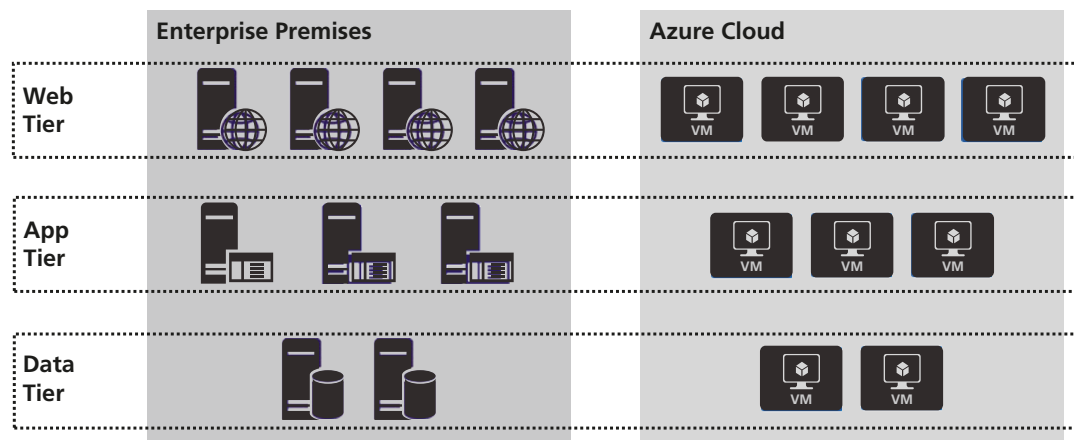 Enterprise Premises
Azure Cloud
Web
Tier
VM
VM
VM
VM
App
Tier
VM
VM
VM
Data
Tier
VM
VM